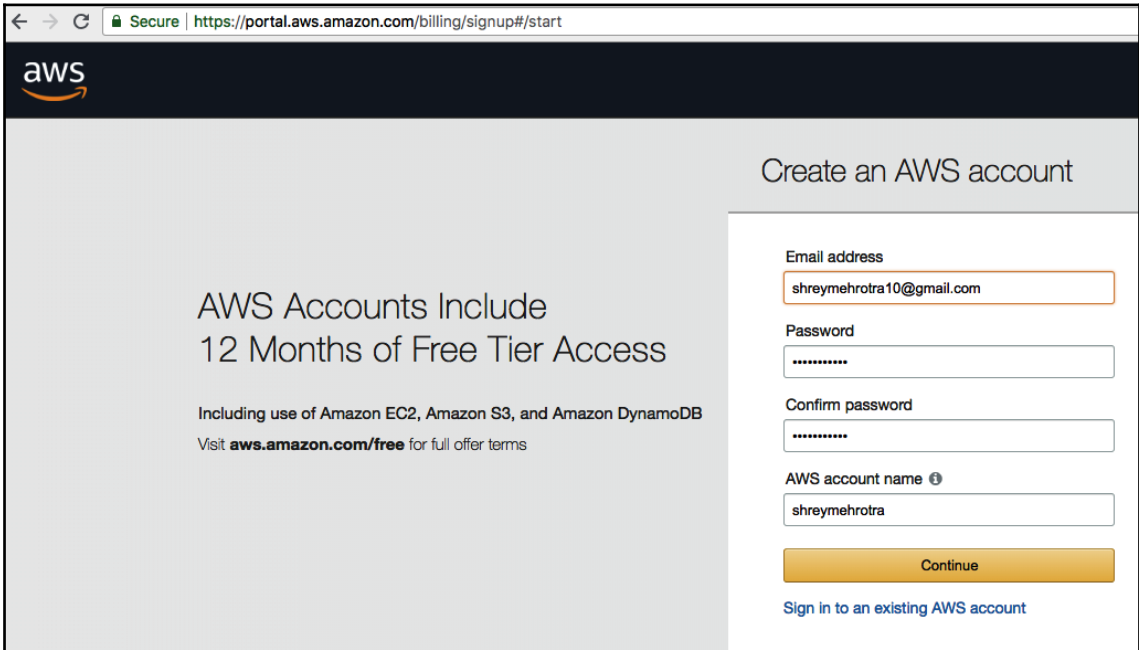 Secure | https://portal.aws.amazon.com/billing/signup#/start
aws
Create an AWS account
AWS Accounts Include
12 Months of Free Tier Access
Including use of Amazon EC2, Amazon S3, and Amazon DynamoDB
Visit aws.amazon.com/free for full offer terms
Email address
shreymehrotra10@gmail.com
Password
•••••••••••
Confirm password
•••••••••••
AWS account name
shreymehrotra
Continue
Sign in to an existing AWS account